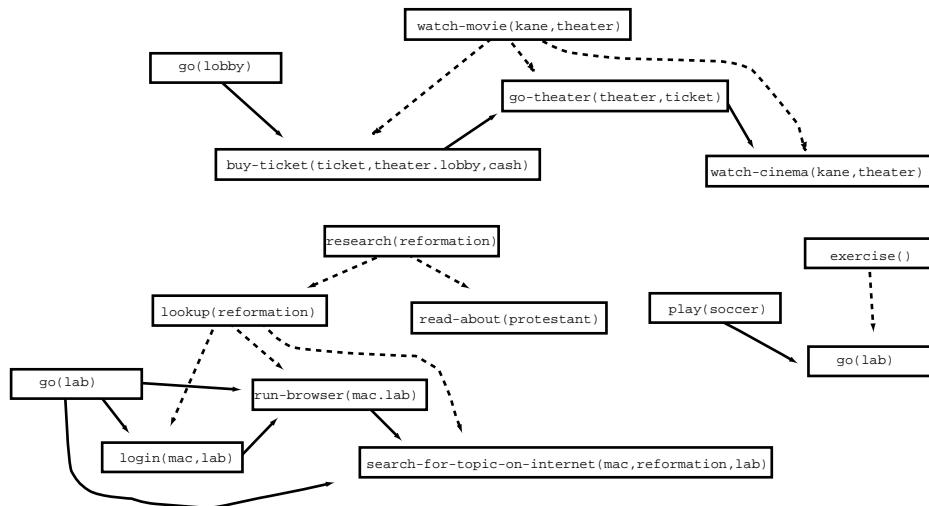 watch-movie(kane,theater)
go(lobby)
go-theater(theater,ticket)
buy-ticket(ticket,theater.lobby,cash)
watch-cinema(kane,theater)
research(reformation)
exercise()
lookup(reformation)
read-about(protestant)
play(soccer)
go(lab)
go(lab)
run-browser(mac.lab)
login(mac,lab)
search-for-topic-on-internet(mac,reformation,lab)